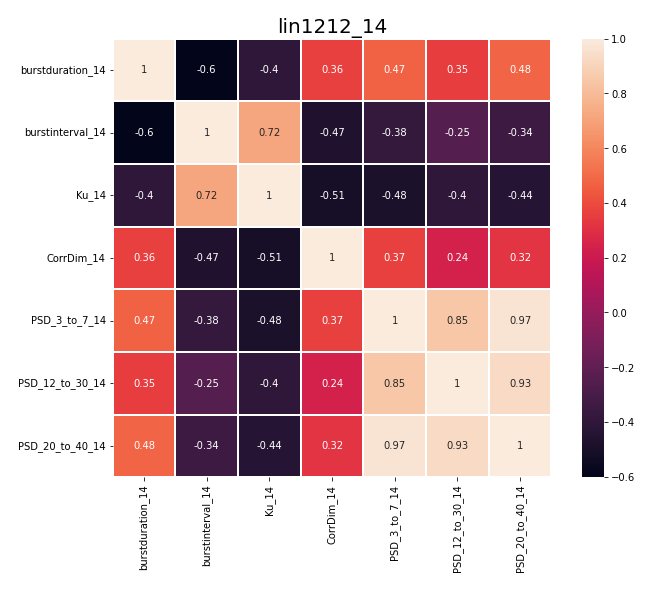 lin1212_14
burstduration_14 1 -0.6 -0.4 0.36 0.47 0.35 0.48
burstinterval_14 -0.6 1 0.72 -0.47 -0.38 -0.25 -0.34
Ku_14 -0.4 0.72 1 -0.51 -0.48 -0.4 -0.44
CorrDim_14 0.36 -0.47 -0.51 1 0.37 0.24 0.32
PSD_3_to_7_14 0.47 -0.38 -0.48 0.37 1 0.85 0.97
PSD_12_to_30_14 0.35 -0.25 -0.4 0.24 0.85 1 0.93
PSD_20_to_40_14 0.48 -0.34 -0.44 0.32 0.97 0.93 1
burstduration_14
burstinterval_14
Ku_14
CorrDim_14
PSD_3_to_7_14
PSD_12_to_30_14
PSD_20_to_40_14
1.0
0.8
0.6
0.4
0.2
0.0
−0.2
−0.4
−0.6